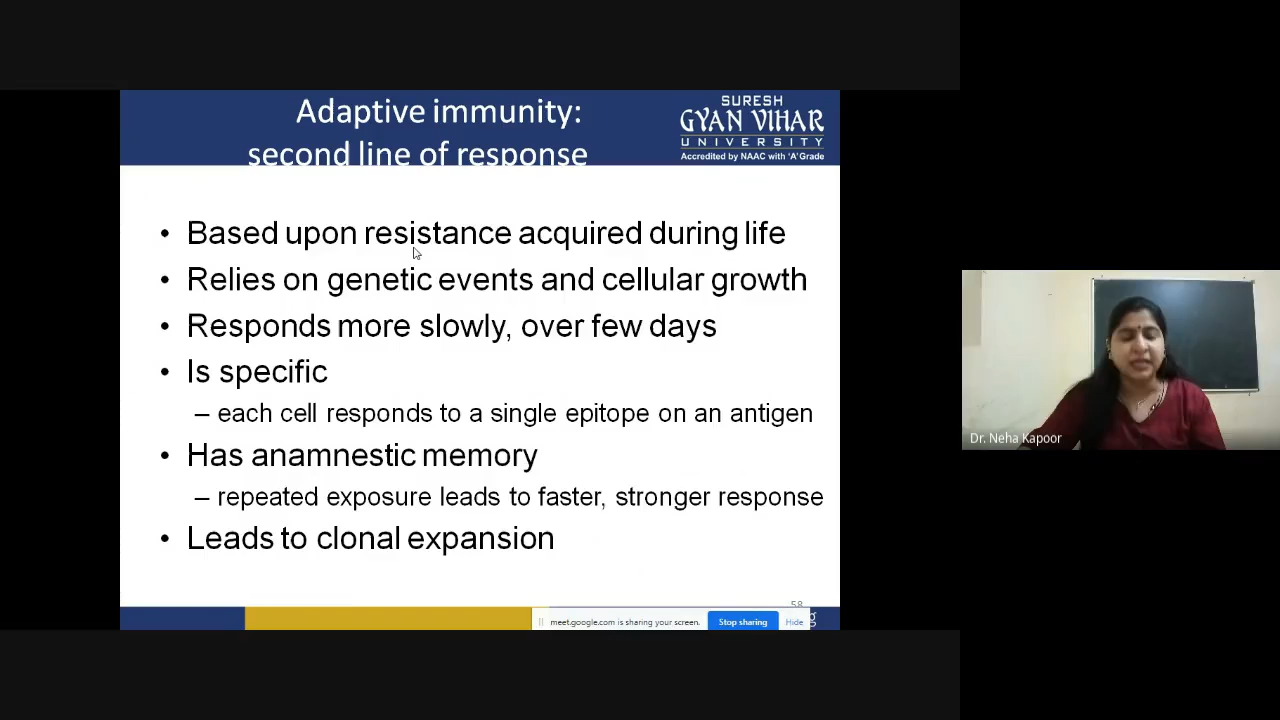 Adaptive immunity:
second line of response
SURESH
GYAN VIHAR
UNIVERSITY
Accredited by NAAC with 'A' Grade
• Based upon resistance acquired during life
• Relies on genetic events and cellular growth
• Responds more slowly, over few days
• Is specific
– each cell responds to a single epitope on an antigen
• Has anamnestic memory
– repeated exposure leads to faster, stronger response
• Leads to clonal expansion
58
meet.google.com is sharing your screen.
Stop sharing
Hide
Dr. Neha Kapoor